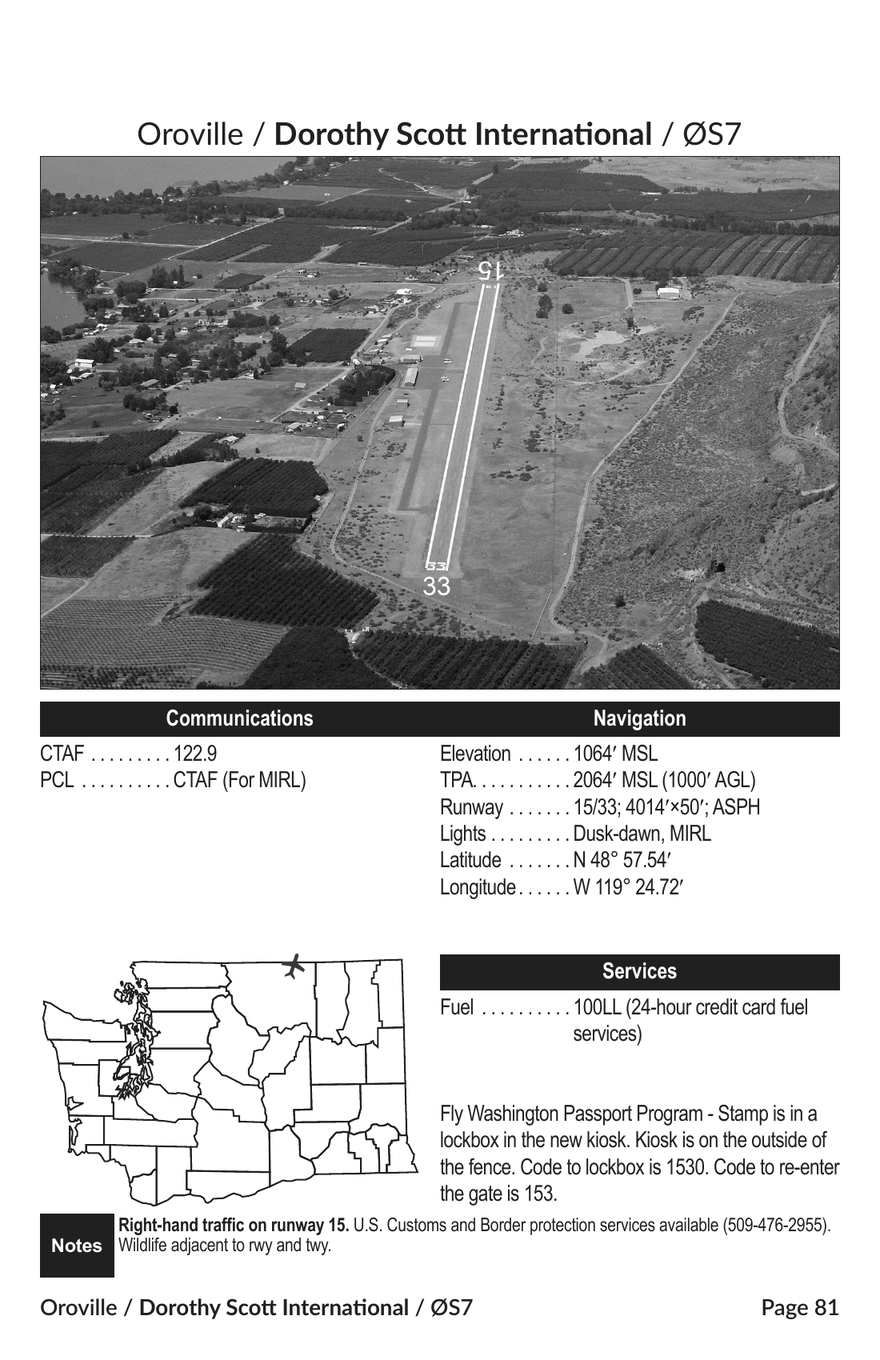 Oroville / Dorothy Scott International / ØS7
15
33
33
Communications
CTAF . . . . . . . . . 122.9
PCL . . . . . . . . . . CTAF (For MIRL)
Navigation
Elevation . . . . . . 1064′ MSL
TPA. . . . . . . . . . . 2064′ MSL (1000′ AGL)
Runway . . . . . . . 15/33; 4014′×50′; ASPH
Lights . . . . . . . . . Dusk-dawn, MIRL
Latitude . . . . . . . N 48° 57.54′
Longitude . . . . . . W 119° 24.72′
Services
Fuel . . . . . . . . . . 100LL (24-hour credit card fuel
services)
Fly Washington Passport Program - Stamp is in a
lockbox in the new kiosk. Kiosk is on the outside of
the fence. Code to lockbox is 1530. Code to re-enter
the gate is 153.
Notes
Right-hand traffic on runway 15. U.S. Customs and Border protection services available (509-476-2955).
Wildlife adjacent to rwy and twy.
Oroville / Dorothy Scott International / ØS7
Page 81